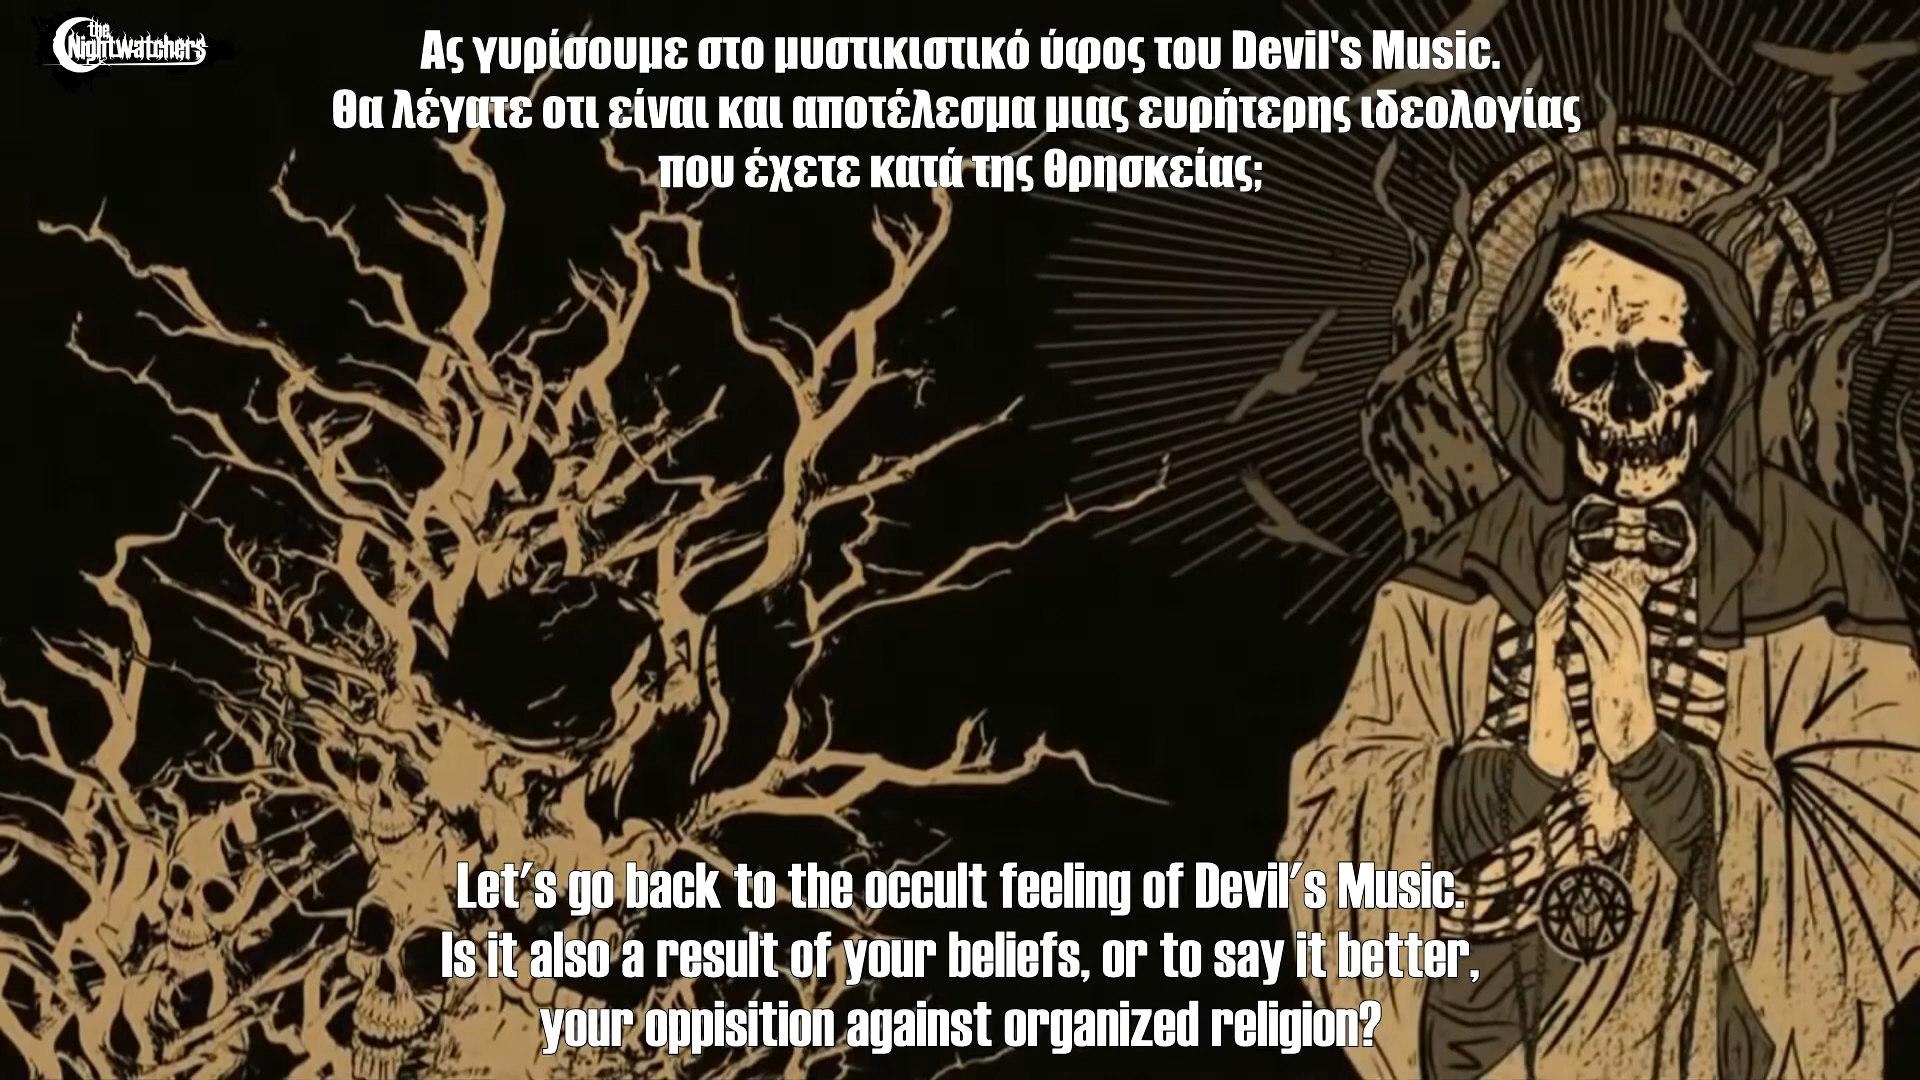 the
Nightwatchers
Ας γυρίσουμε στο μυστικιστικό ύφος του Devil's Music.
Θα λέγατε οτι είναι και αποτέλεσμα μιας ευρήτερης ιδεολογίας
που έχετε κατά της θρησκείας;
Let's go back to the occult feeling of Devil's Music.
Is it also a result of your beliefs, or to say it better,
your oppisition against organized religion?